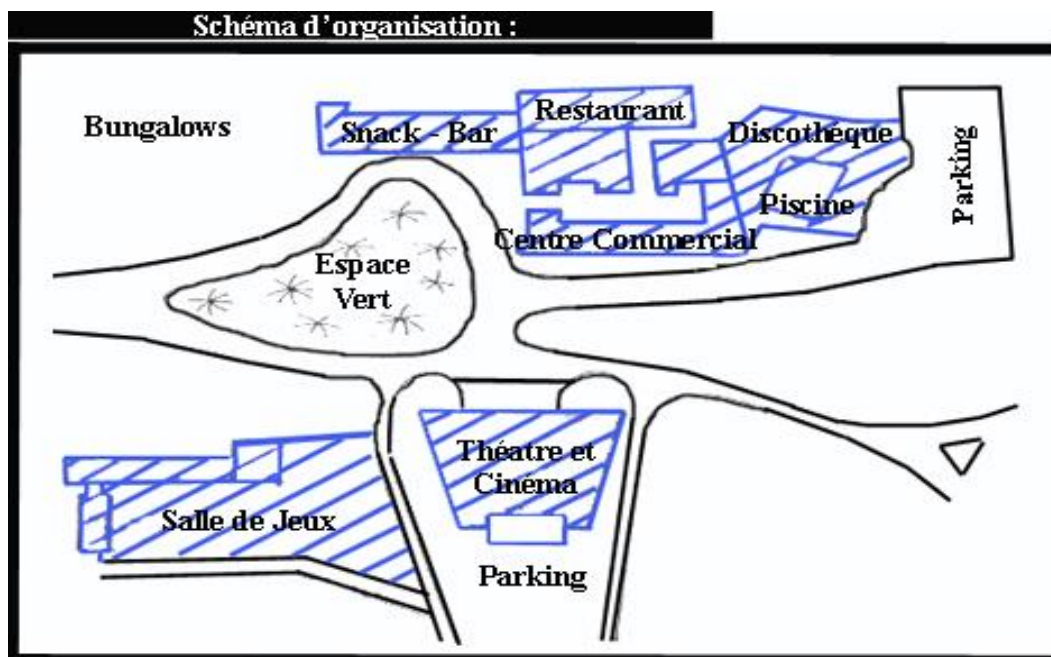 Schéma d'organisation :
Bungalows
Snack - Bar
Restaurant
Discothèque
Parking
Piscine
Centre Commercial
Espace
Vert
Théatre et
Cinéma
Salle de Jeux
Parking